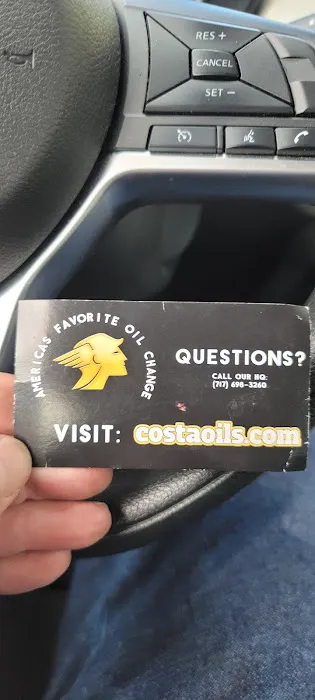 RES +
CANCEL
SET −
AMERICAS FAVORITE OIL CHANGE
QUESTIONS?
CALL OUR HQ:
(717) 698-3260
VISIT: costaoils.com